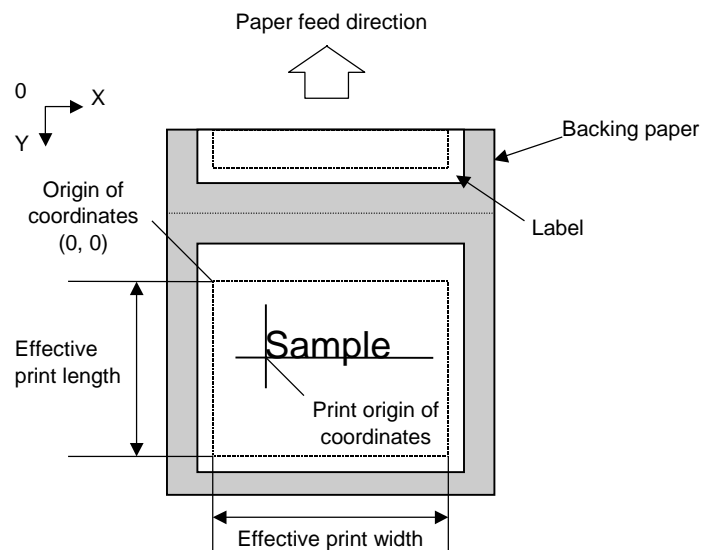 Paper feed direction
0
X
Y
Backing paper
Origin of
coordinates
(0, 0)
Label
Sample
Effective
print length
Print origin of
coordinates
Effective print width